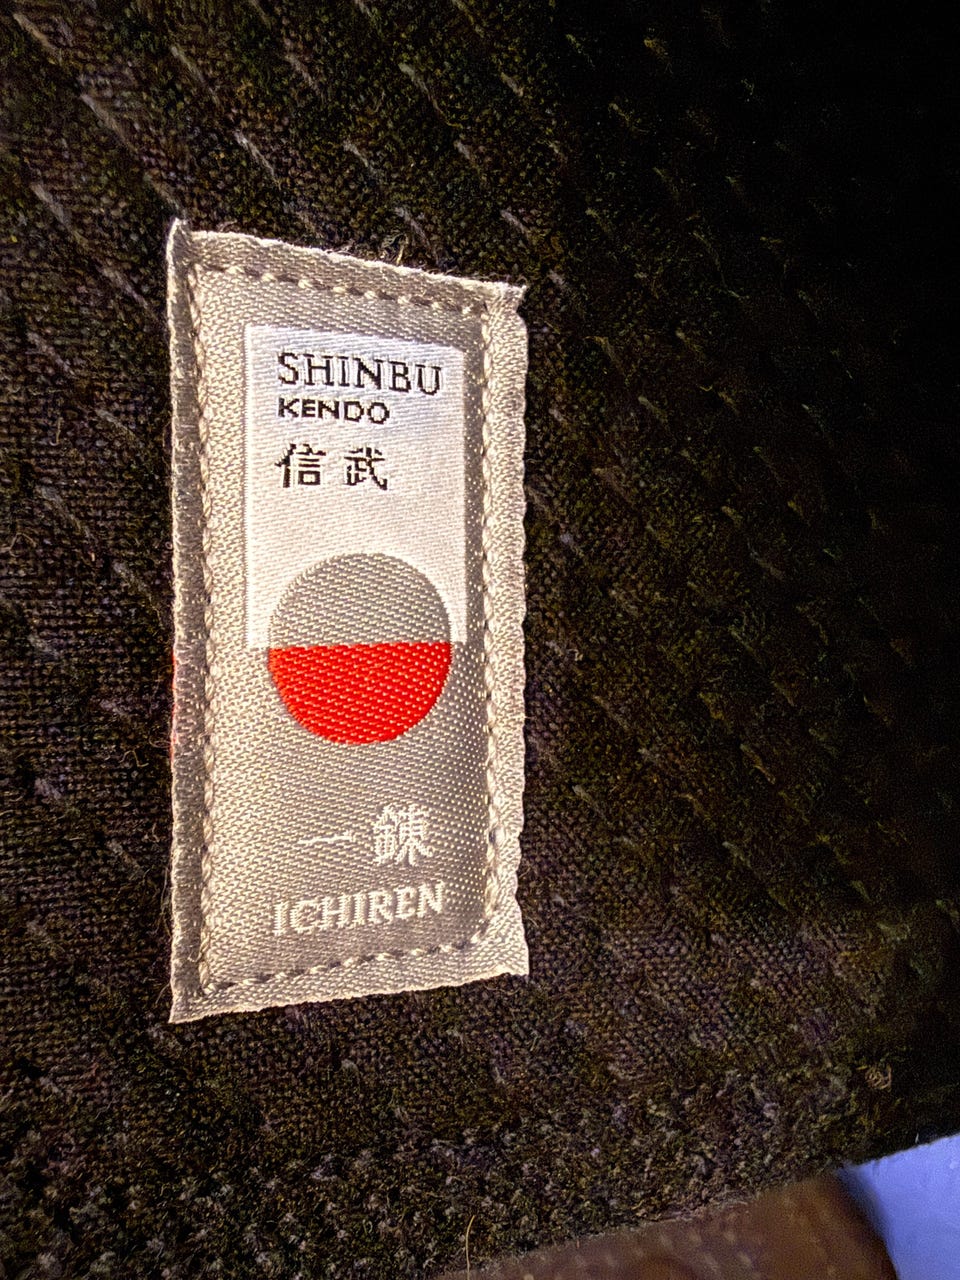 SHINBU
KENDO
信武
一錬
ICHIREN